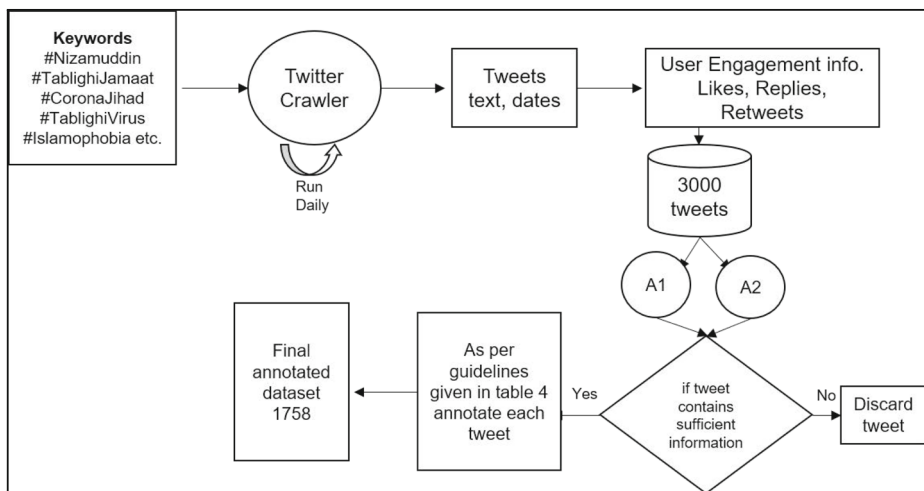 Keywords
#Nizamuddin
#TablighiJamaat
#CoronaJihad
#TablighiVirus
#Islamophobia etc.
Twitter
Crawler
Run
Daily
Tweets
text, dates
User Engagement info.
Likes, Replies,
Retweets
3000
tweets
A1
A2
if tweet
contains
sufficient
information
No
Discard
tweet
Yes
As per
guidelines
given in table 4
annotate each
tweet
Final
annotated
dataset
1758